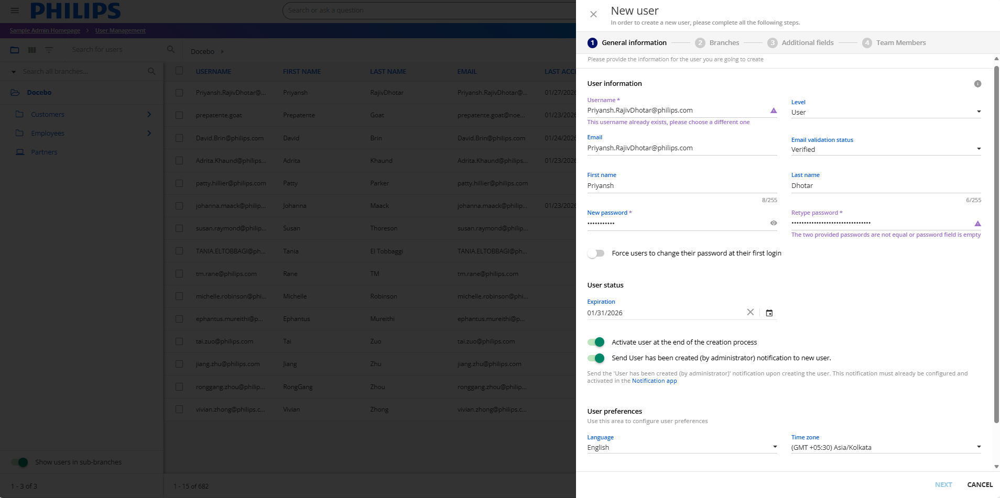 PHILIPS
Search or ask a question
Sample Admin Homepage > User Management
Search for users
Docebo
Search all branches...
Docebo
Customers
Employees
Partners
Show users in sub-branches
1 - 3 of 3
USERNAME FIRST NAME LAST NAME EMAIL LAST ACC
Priyansh.RajivDhotar@... Priyansh RajivDhotar Priyansh.RajivDhotar@... 01/27/2026
prepatente.goat Prepatente Goat prepatente.goat@noe... 01/23/2026
David.Brin@philips.com David Brin David.Brin@philips.com 01/24/2026
Adrita.Khaund@philips... Adrita Khaund Adrita.Khaund@philips... 01/23/2026
patty.hillier@philips.com Patty Parker patty.hillier@philips.com
johanna.maack@philip... Johanna Maack johanna.maack@philip... 01/23/2026
susan.raymond@philip... Susan Thoreson susan.raymond@philip...
TANIA.ELTOBBAGI@ph... Tania El Tobbaggi TANIA.ELTOBBAGI@ph...
tm.rane@philips.com Rane TM tm.rane@philips.com
michelle.robinson@phi... Michelle Robinson michelle.robinson@phi...
ephantus.mureithi@p... Ephantus Mureithi ephantus.mureithi@p...
tai.zuo@philips.com Tai Zuo tai.zuo@philips.com
jiang.zhu@philips.com Jiang Zhu jiang.zhu@philips.com
ronggang.zhou@philip... RongGang Zhou ronggang.zhou@philip...
vivian.zhong@philips.c... Vivian Zhong vivian.zhong@philips.c...
1 - 15 of 682
New user
In order to create a new user, please complete all the following steps.
1 General information 2 Branches 3 Additional fields 4 Team Members
Please provide the information for the user you are going to create
User information
Username *
Priyansh.RajivDhotar@philips.com
This username already exists, please choose a different one
Level
User
Email
Priyansh.RajivDhotar@philips.com
Email validation status
Verified
First name
Priyansh
8/255
Last name
Dhotar
6/255
New password *
Retype password *
The two provided passwords are not equal or password field is empty
Force users to change their password at their first login
User status
Expiration
01/31/2026
Activate user at the end of the creation process
Send User has been created (by administrator) notification to new user.
Send the 'User has been created (by administrator)' notification upon creating the user. This notification must already be configured and
activated in the Notification app
User preferences
Use this area to configure user preferences
Language
English
Time zone
(GMT +05:30) Asia/Kolkata
NEXT CANCEL